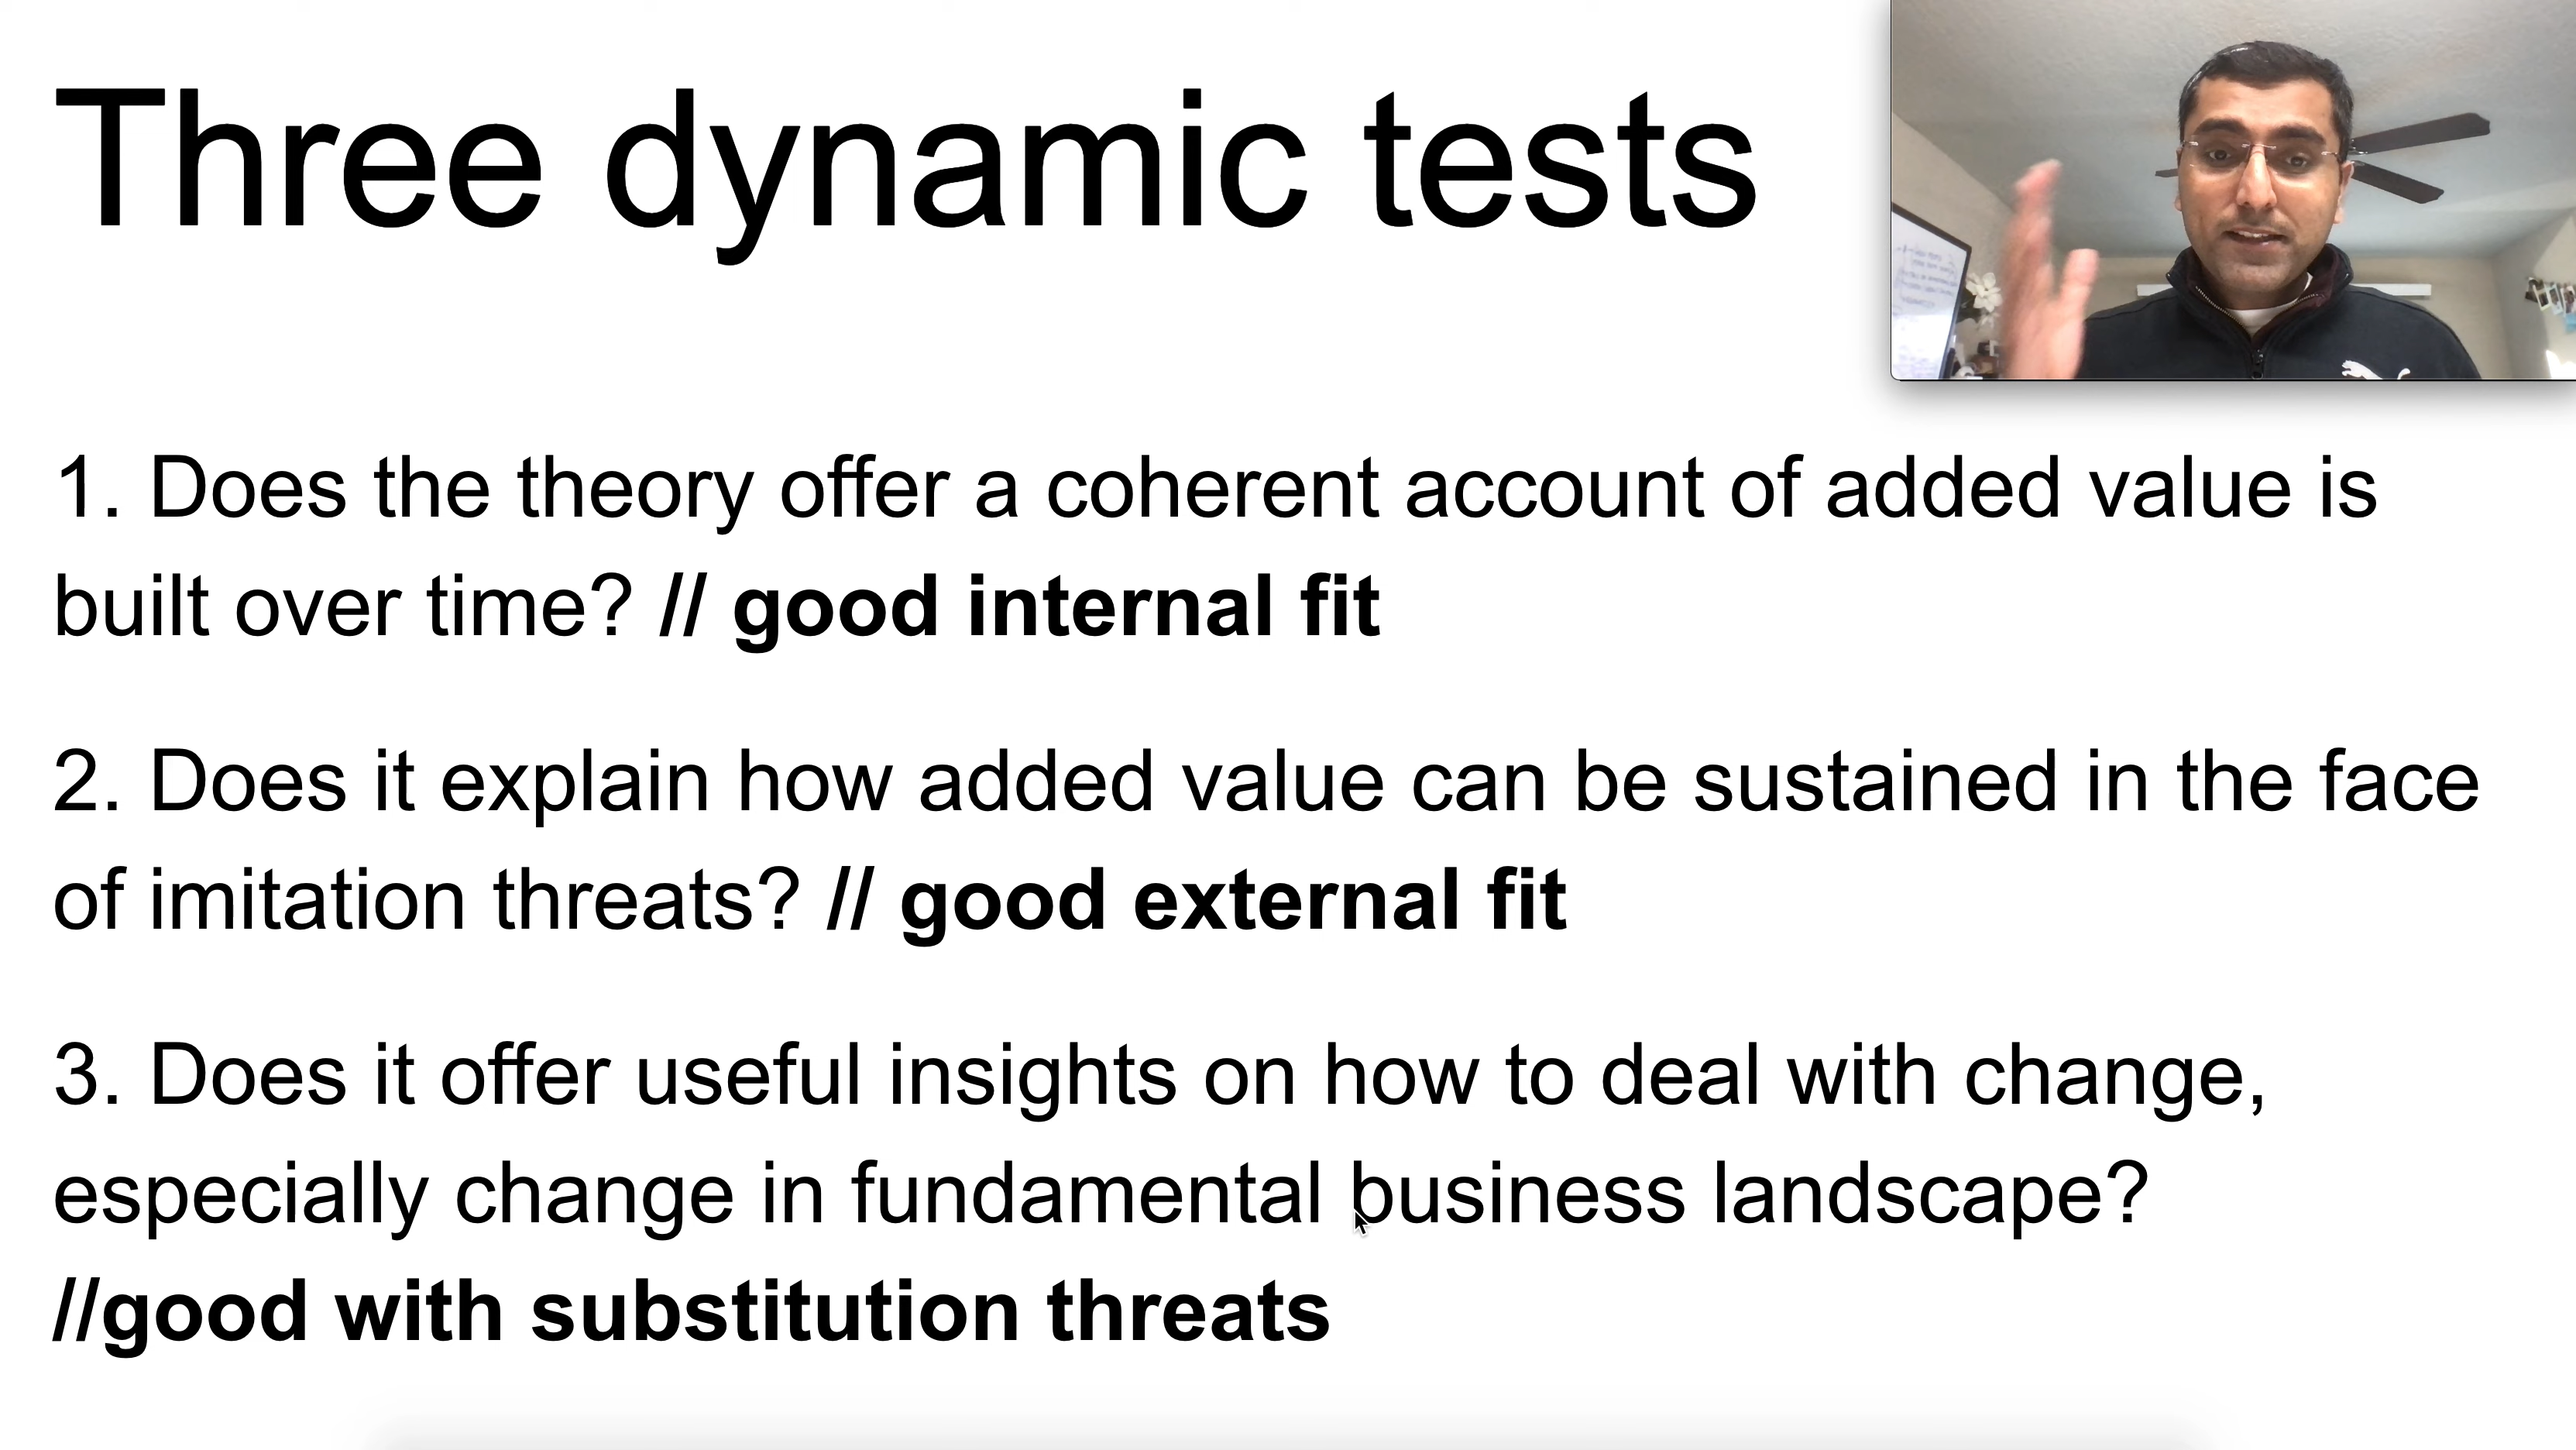 Three dynamic tests
1. Does the theory offer a coherent account of added value is
built over time? // good internal fit
2. Does it explain how added value can be sustained in the face
of imitation threats? // good external fit
3. Does it offer useful insights on how to deal with change,
especially change in fundamental business landscape?
//good with substitution threats